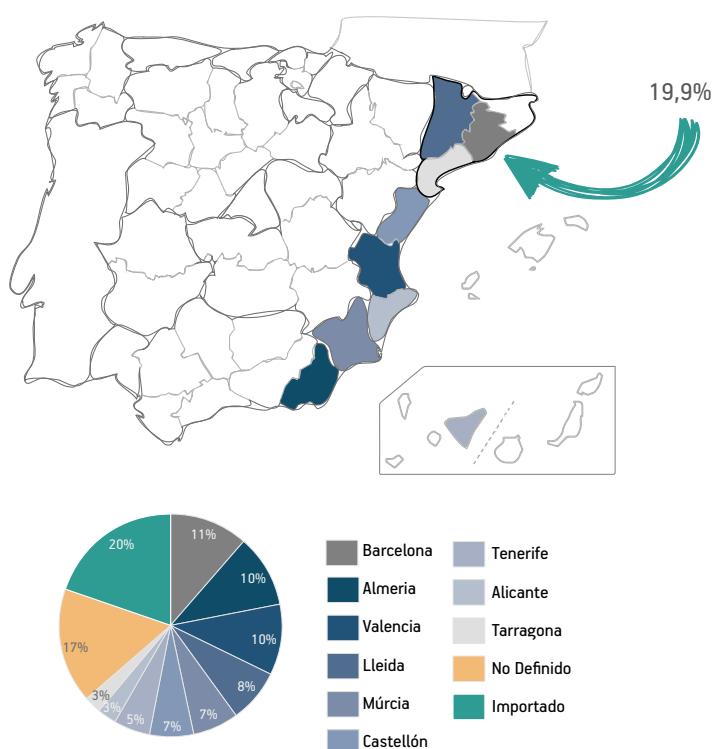 19,9%
20%
11%
10%
10%
8%
7%
7%
5%
3%
3%
17%
Barcelona
Almeria
Valencia
Lleida
Múrcia
Castellón
Tenerife
Alicante
Tarragona
No Definido
Importado